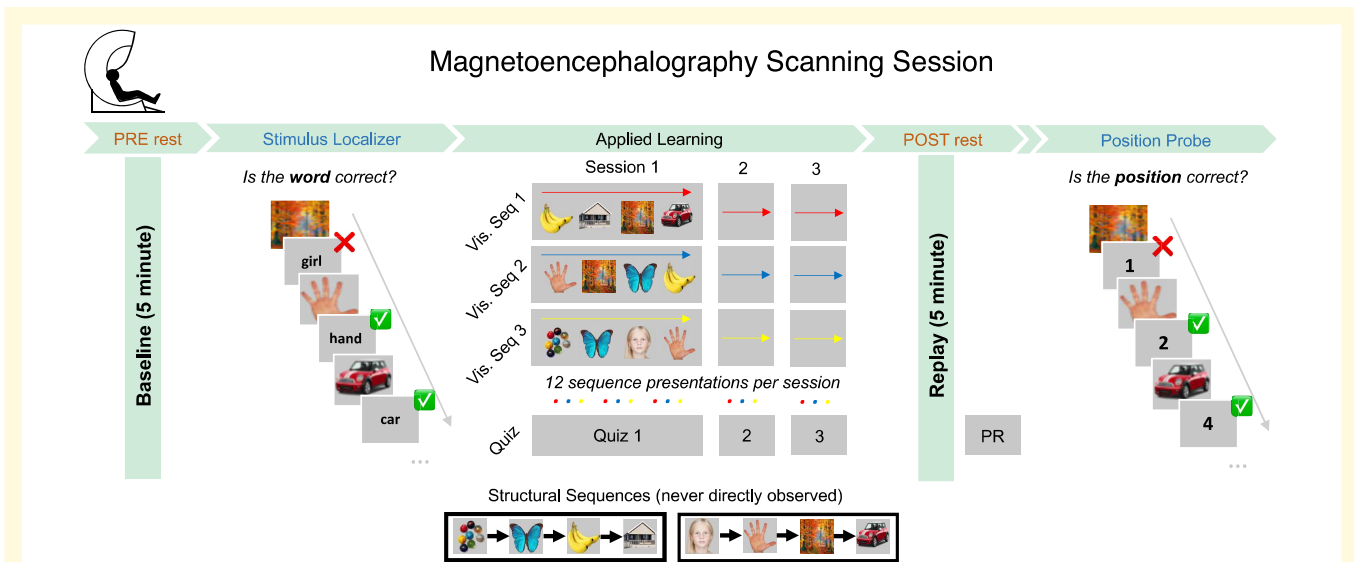 Magnetoencephalography Scanning Session
PRE rest
Stimulus Localizer
Applied Learning
POST rest
Position Probe
Baseline (5 minute)
Is the word correct?
girl
hand
car
...
Session 1
2
3
Vis. Seq 1
Vis. Seq 2
Vis. Seq 3
12 sequence presentations per session
Quiz
Quiz 1
2
3
Replay (5 minute)
PR
Is the position correct?
1
2
4
...
Structural Sequences (never directly observed)